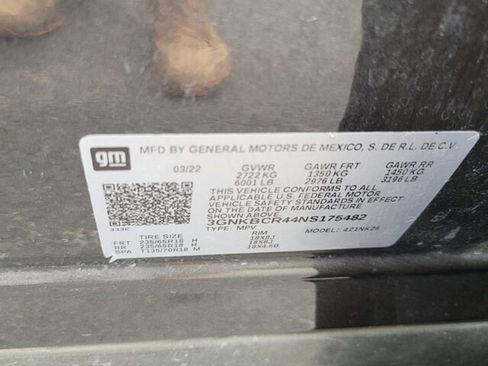 gm MFD BY GENERAL MOTORS DE MEXICO, S. DE R.L. DE C.V.
03/22 GVWR GAWR FRT GAWR RR
2722 KG 1350 KG 1450 KG
6001 LB 2976 LB 3196 LB
THIS VEHICLE CONFORMS TO ALL
APPLICABLE U.S. FEDERAL MOTOR
VEHICLE SAFETY STANDARDS IN EFFECT
ON THE DATE OF MANUFACTURE SHOWN ABOVE.
3GNKBCR44NS175482
333E TYPE: MPV MODEL: 421NK26
TIRE SIZE RIM
FRT 235/65R18 H 18X8J
RR 235/65R18 H 18X8J
SPA T135/70R18 M 18X4.5B